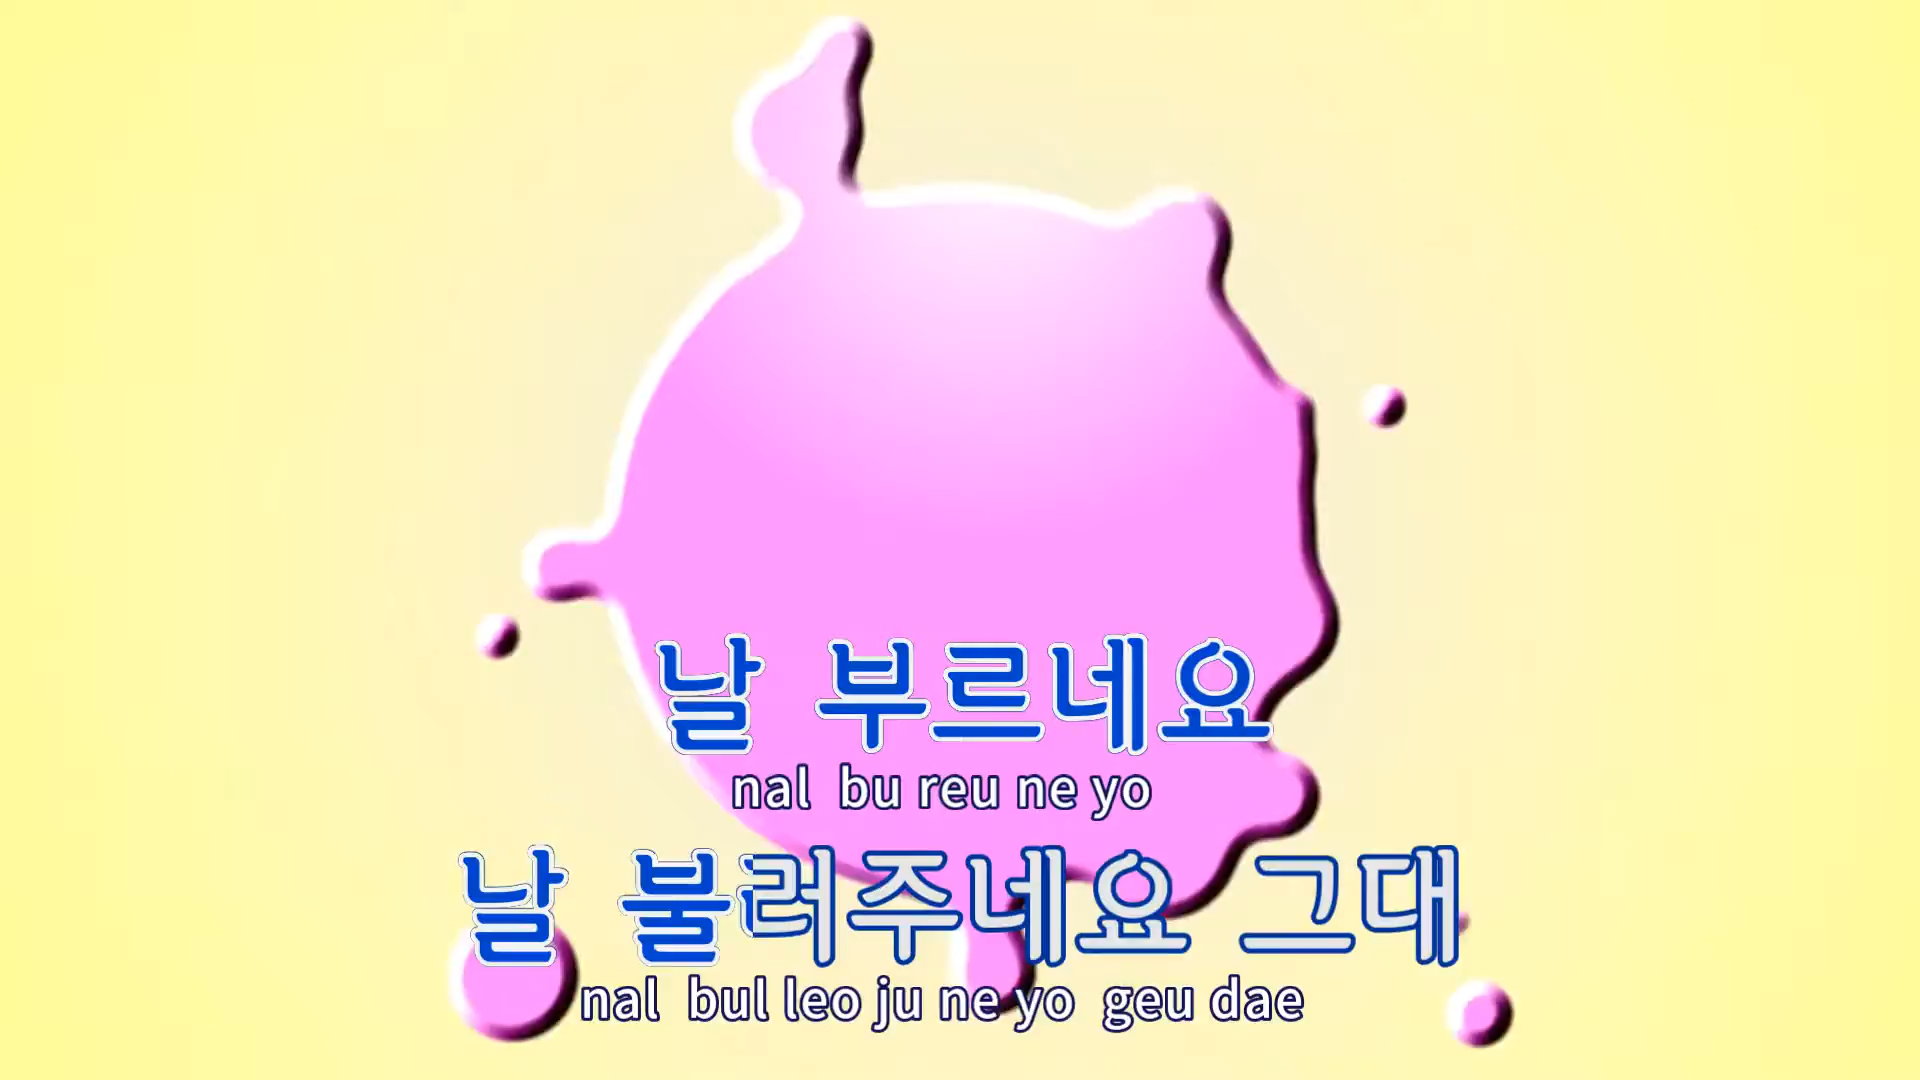 날 부르네요
nal bu reu ne yo
날 불러주네요 그대
nal bul leo ju ne yo geu dae